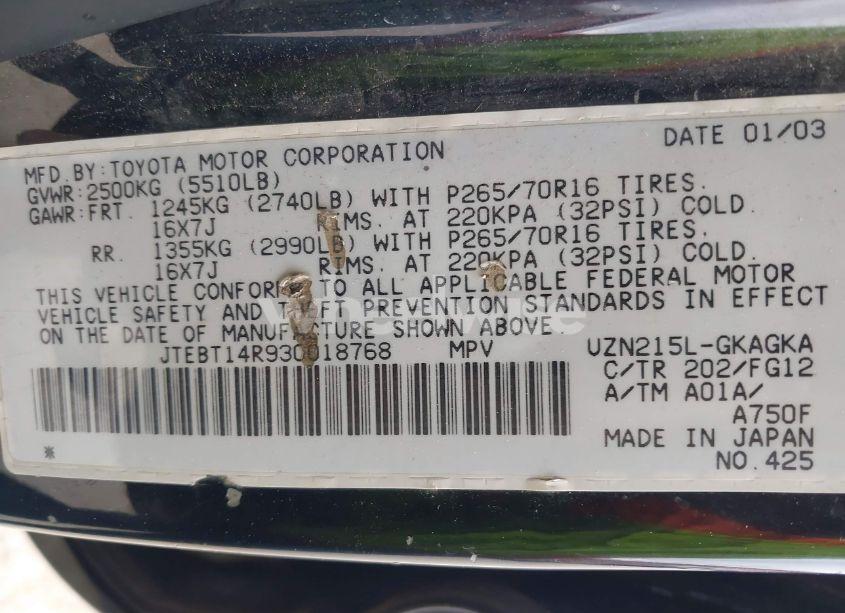 DATE 01/03
MFD.BY:TOYOTA MOTOR CORPORATION
GVWR:2500KG (5510LB)
GAWR:FRT. 1245KG (2740LB) WITH P265/70R16 TIRES.
16X7J RIMS. AT 220KPA (32PSI) COLD.
RR. 1355KG (2990LB) WITH P265/70R16 TIRES.
16X7J RIMS. AT 220KPA (32PSI) COLD.
THIS VEHICLE CONFORMS TO ALL APPLICABLE FEDERAL MOTOR
VEHICLE SAFETY AND THEFT PREVENTION STANDARDS IN EFFECT
ON THE DATE OF MANUFACTURE SHOWN ABOVE.
JTEBT14R930018768 MPV UZN215L-GKAGKA
C/TR 202/FG12
A/TM A01A/
A750F
MADE IN JAPAN
NO.425